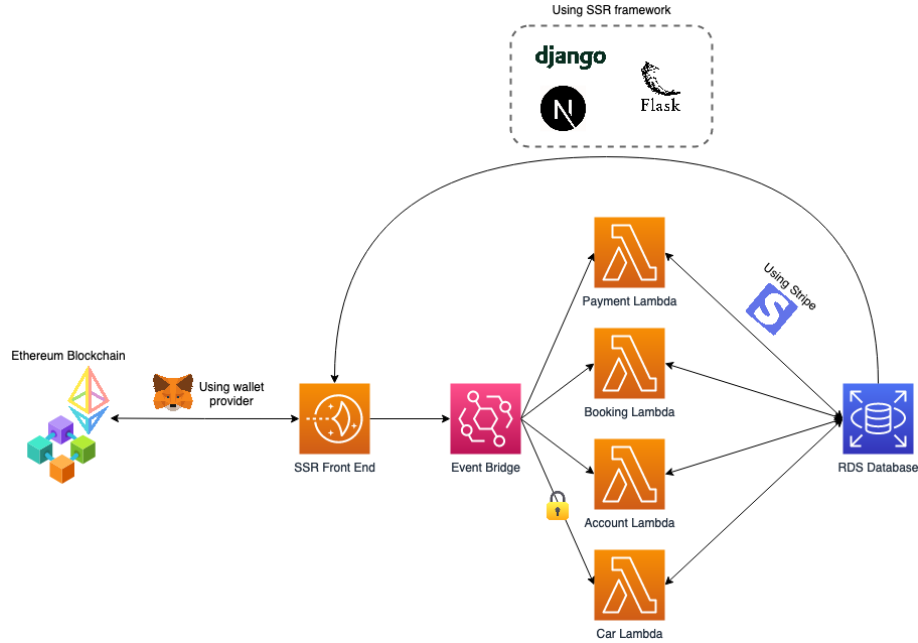 Using SSR framework
django
N
Flask
Payment Lambda
Using Stripe
S
Ethereum Blockchain
Using wallet
provider
Booking Lambda
SSR Front End
Event Bridge
RDS Database
Account Lambda
Car Lambda